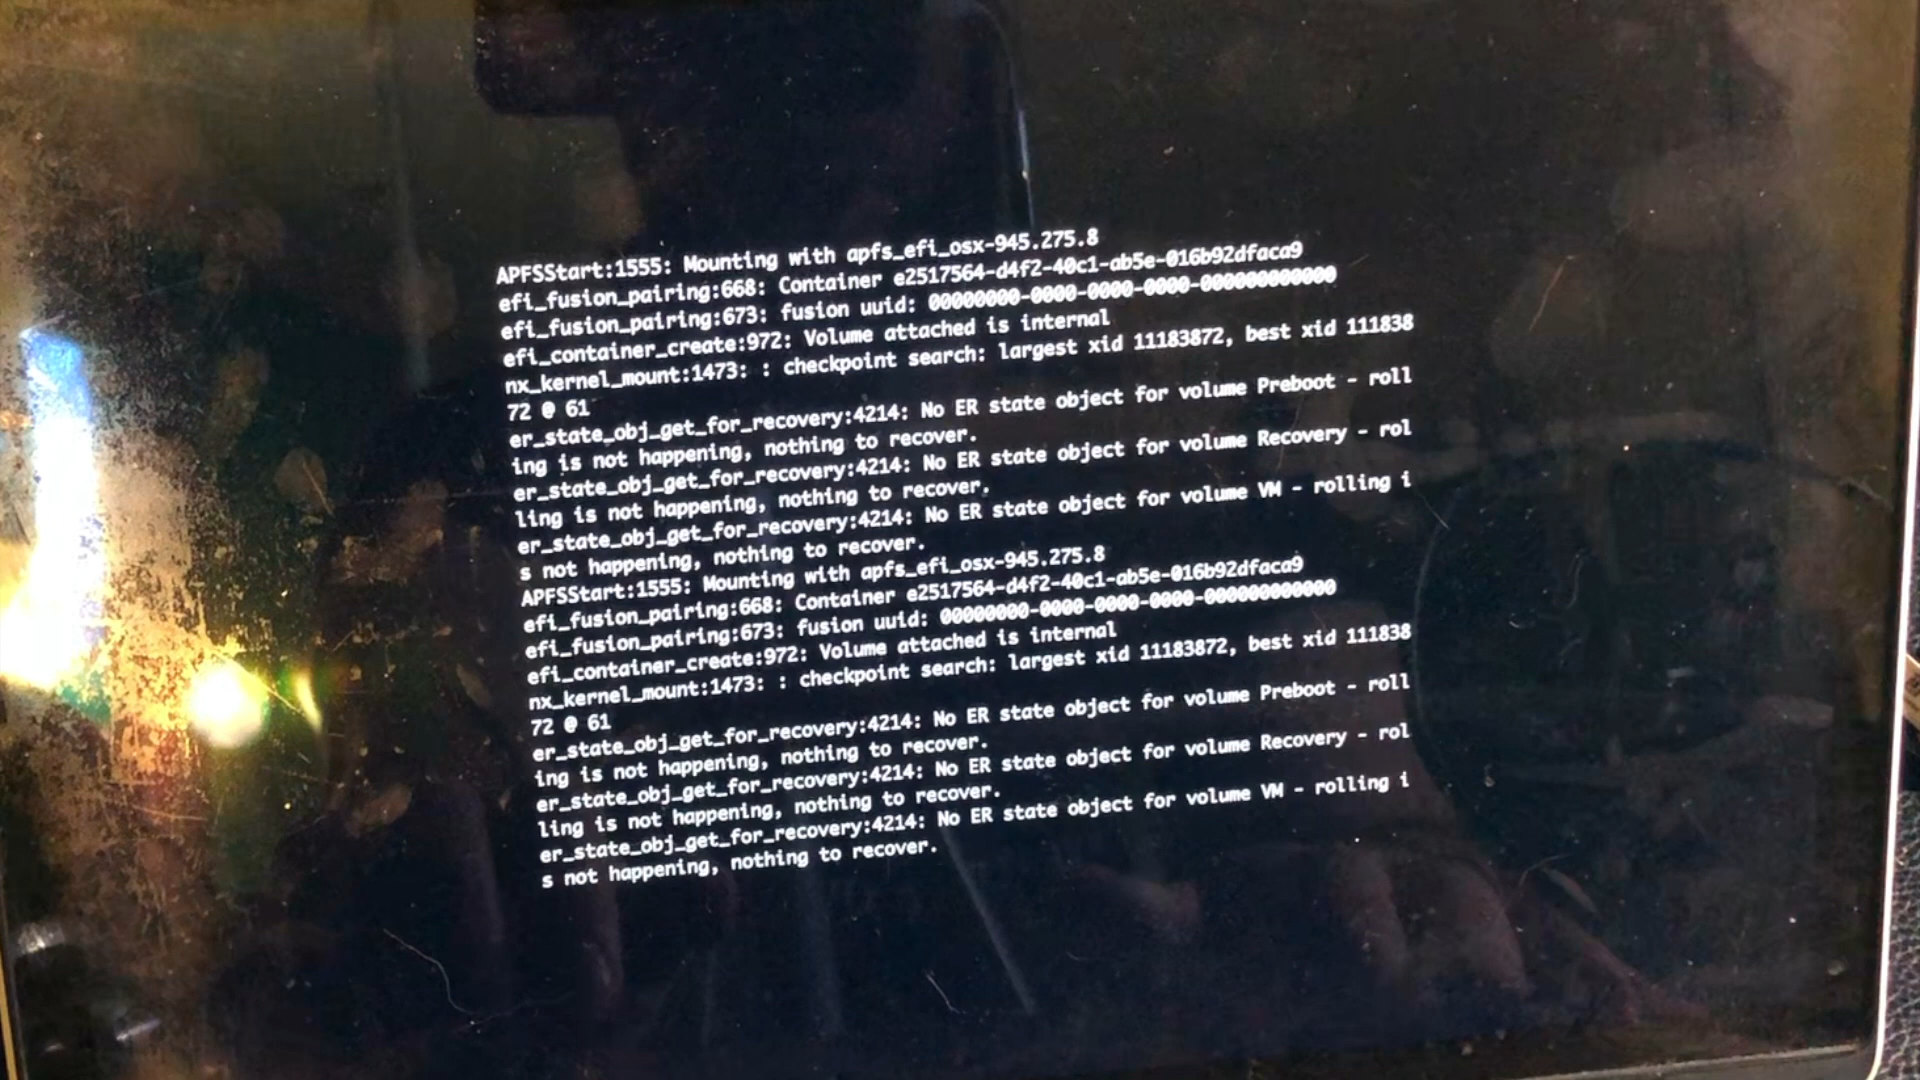 APFSStart:1555: Mounting with apfs_efi_osx-945.275.8
efi_fusion_pairing:668: Container e2517564-d4f2-40c1-ab5e-016b92dfaca9
efi_fusion_pairing:673: fusion uuid: 00000000-0000-0000-0000-000000000000
efi_container_create:972: Volume attached is internal
nx_kernel_mount:1473: : checkpoint search: largest xid 11183872, best xid 111838
72 @ 61
er_state_obj_get_for_recovery:4214: No ER state object for volume Preboot - roll
ing is not happening, nothing to recover.
er_state_obj_get_for_recovery:4214: No ER state object for volume Recovery - rol
ling is not happening, nothing to recover.
er_state_obj_get_for_recovery:4214: No ER state object for volume VM - rolling i
s not happening, nothing to recover.
APFSStart:1555: Mounting with apfs_efi_osx-945.275.8
efi_fusion_pairing:668: Container e2517564-d4f2-40c1-ab5e-016b92dfaca9
efi_fusion_pairing:673: fusion uuid: 00000000-0000-0000-0000-000000000000
efi_container_create:972: Volume attached is internal
nx_kernel_mount:1473: : checkpoint search: largest xid 11183872, best xid 111838
72 @ 61
er_state_obj_get_for_recovery:4214: No ER state object for volume Preboot - roll
ing is not happening, nothing to recover.
er_state_obj_get_for_recovery:4214: No ER state object for volume Recovery - rol
ling is not happening, nothing to recover.
er_state_obj_get_for_recovery:4214: No ER state object for volume VM - rolling i
s not happening, nothing to recover.